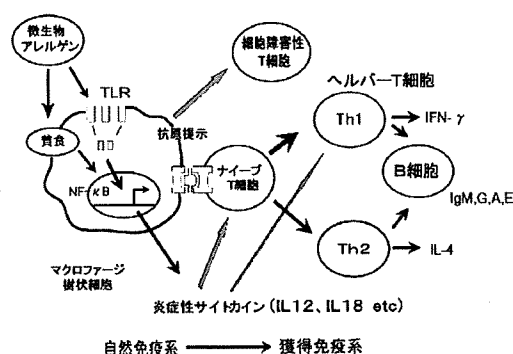 微生物
アレルゲン
TLR
貧食
NF-κB
抗原提示
マクロファージ
樹状細胞
細胞障害性
T細胞
ナイーブ
T細胞
ヘルパーT細胞
Th1
IFN-γ
B細胞
IgM,G,A,E
Th2
IL-4
炎症性サイトカイン(IL12、IL18 etc)
自然免疫系
獲得免疫系